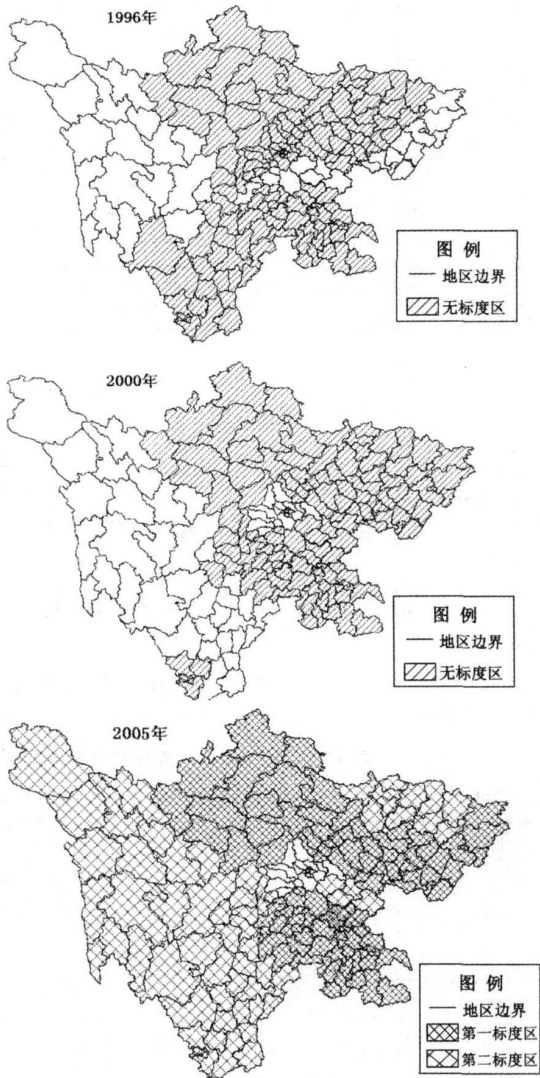 1996年
图 例
地区边界
无标度区
2000年
图 例
地区边界
无标度区
2005年
图 例
地区边界
第一标度区
第二标度区